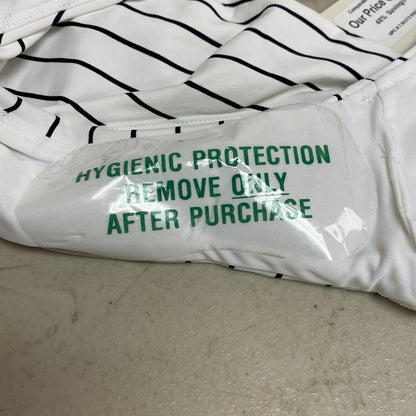 Our Price
HYGIENIC PROTECTION
REMOVE ONLY
AFTER PURCHASE